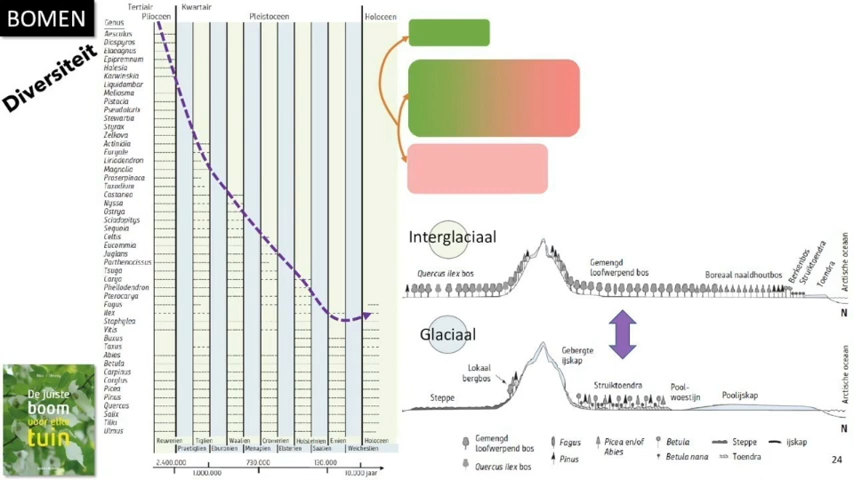 BOMEN
Diversiteit
Tertiair
Kwartair
Plioceen
Pleistoceen
Holoceen
Genus
Aesculus
Diospyros
Elaeagnus
Epipremnum
Halesia
Karwinskia
Liquidambar
Meliosma
Pistacia
Pseudolarix
Stewartia
Styrax
Zelkova
Actinidia
Euryale
Liriodendron
Magnolia
Proserpinaca
Taxodium
Castanea
Nyssa
Ostrya
Sciadopitys
Sequoia
Celtis
Eucommia
Juglans
Parthenocissus
Tsuga
Carya
Phellodendron
Pterocarya
Fagus
Ilex
Staphylea
Vitis
Buxus
Taxus
Abies
Betula
Carpinus
Corylus
Picea
Pinus
Quercus
Salix
Tilia
Ulmus
Reuverien
Tiglien
Waalien
Cromerien
Holsteinien
Eemien
Holoceen
Praetiglien
Eburonien
Menapien
Elsterien
Saalien
Weichselien
2.400.000
1.000.000
790.000
130.000
10.000 jaar
De juiste
boom
voor elke
tuin
Interglaciaal
Quercus ilex bos
Gemengd
loofwerpend bos
Boreaal naaldhoutbos
Berkenbos
Struiktoendra
Toendra
Arctische oceaan
N
Glaciaal
Steppe
Lokaal
bergbos
Gebergte
ijskap
Struiktoendra
Pool-
woestijn
Poolijskap
Arctische oceaan
N
Gemengd
loofwerpend bos
Quercus ilex bos
Fagus
Pinus
Picea en/of
Abies
Betula
Betula nana
Steppe
Toendra
ijskap
24